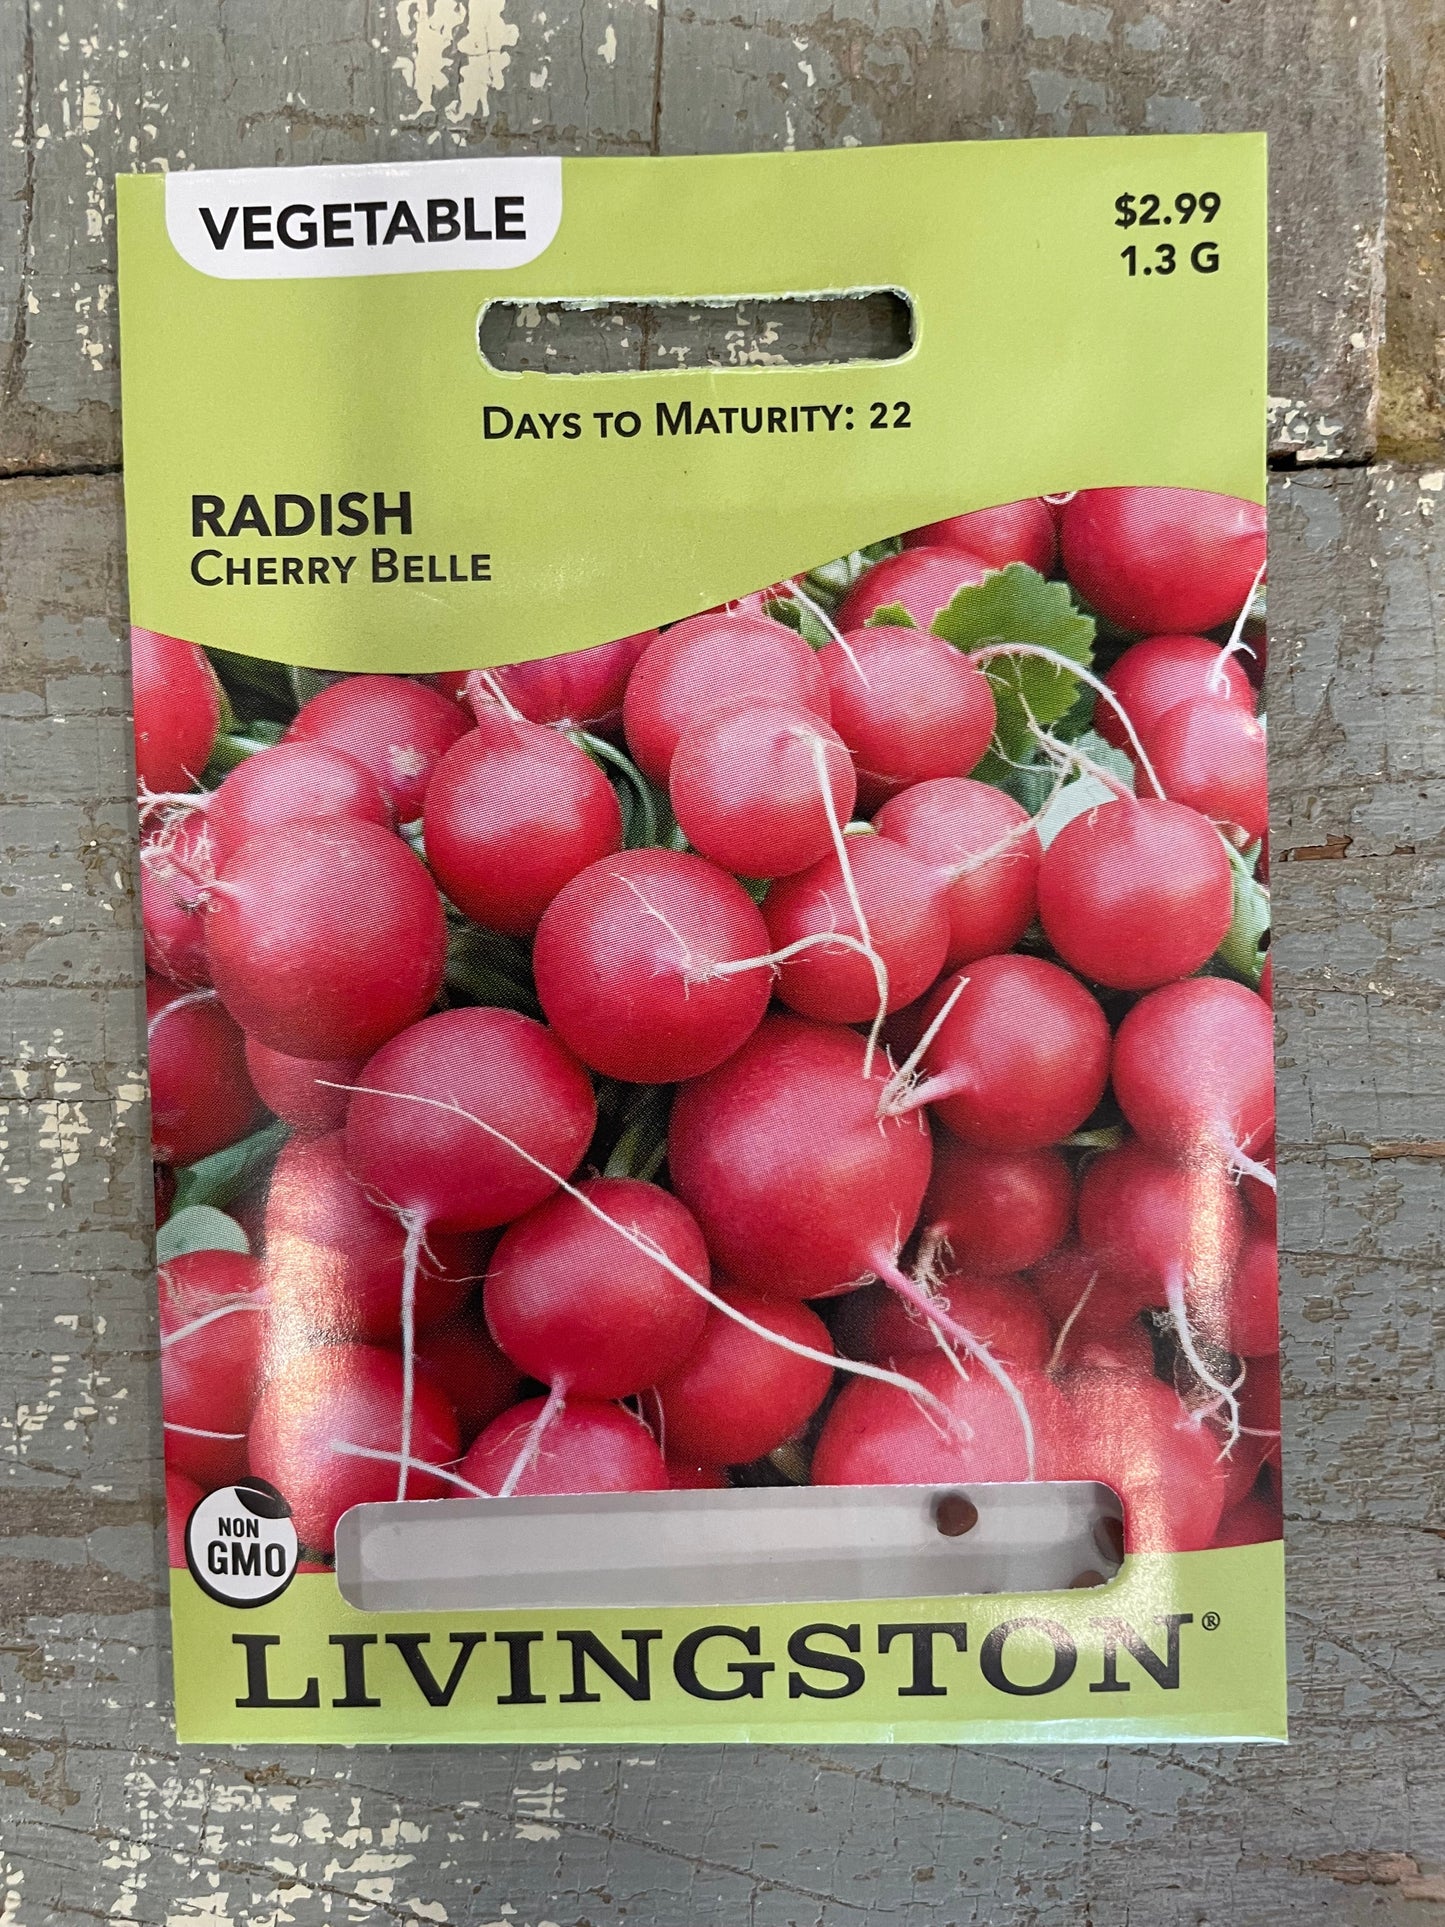 VEGETABLE
$2.99
1.3 G
DAYS TO MATURITY: 22
RADISH
CHERRY BELLE
NON
GMO
LIVINGSTON®